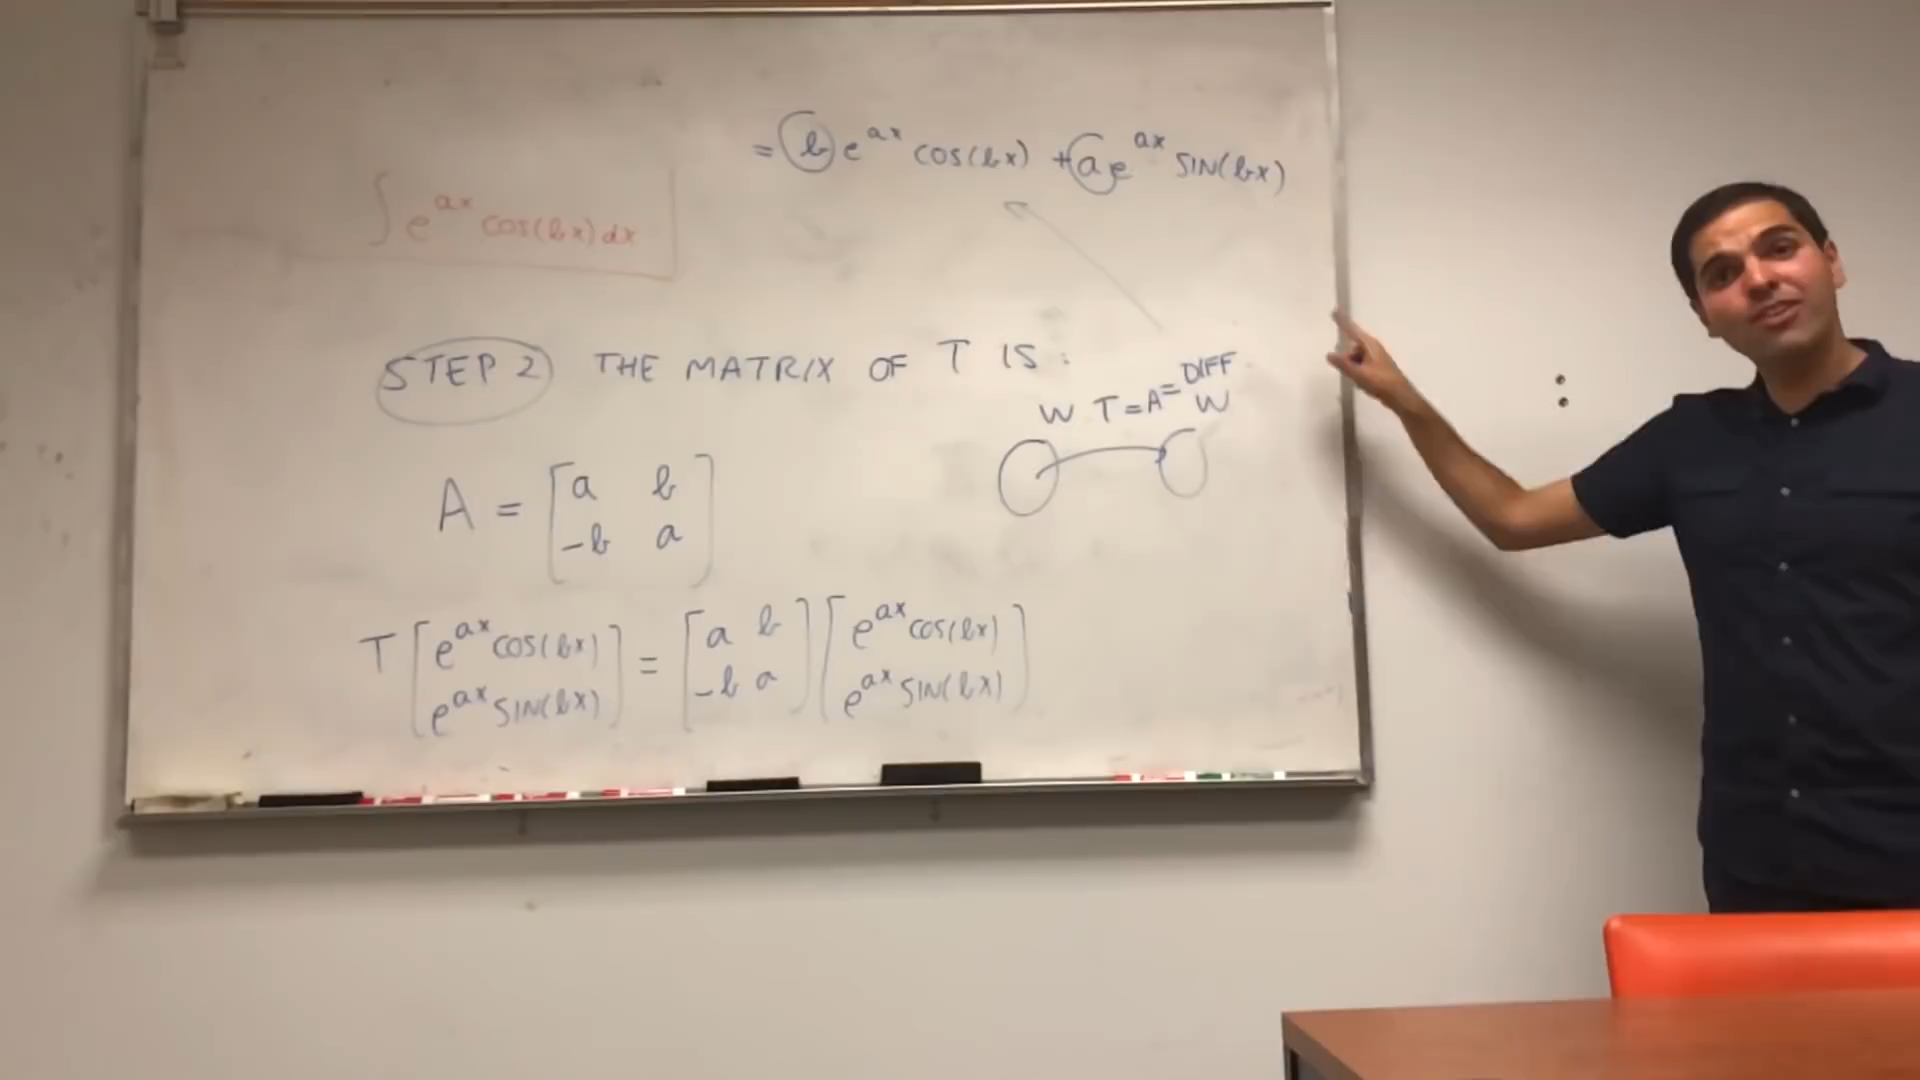 = b e^{ax} cos(bx) + a e^{ax} SIN(bx)
∫ e^{ax} cos(bx) dx
STEP 2 THE MATRIX OF T IS:
W T = A = DIFF W
A = [a b
-b a]
T [e^{ax} cos(bx)
e^{ax} SIN(bx)] = [a b
-b a] [e^{ax} cos(bx)
e^{ax} SIN(bx)]